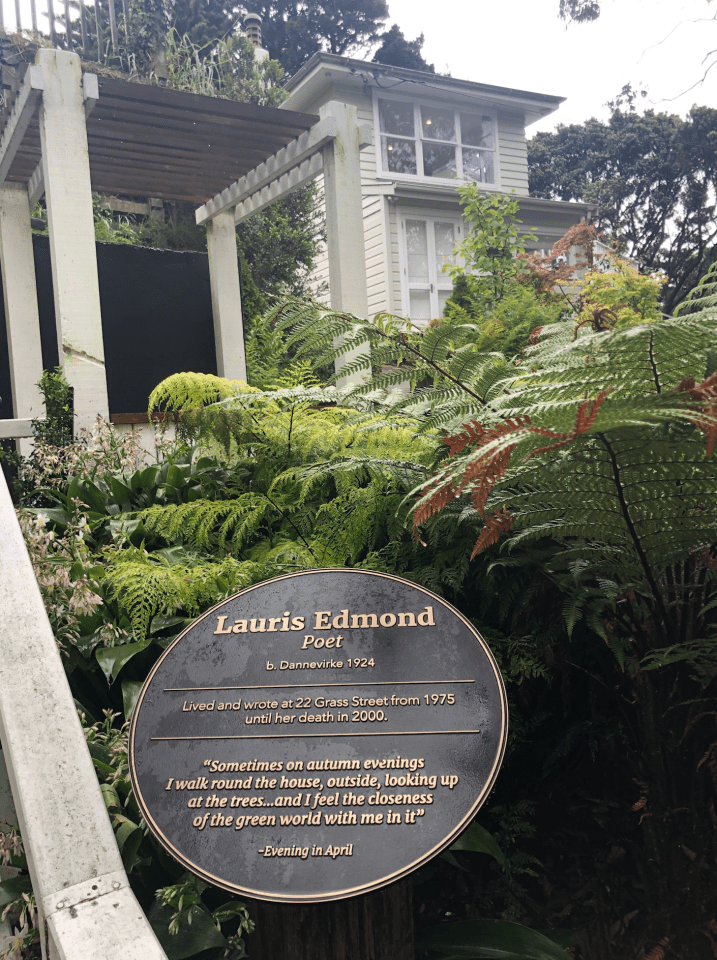 Lauris Edmond
Poet
b. Dannevirke 1924
Lived and wrote at 22 Grass Street from 1975
until her death in 2000.
“Sometimes on autumn evenings
I walk round the house, outside, looking up
at the trees...and I feel the closeness
of the green world with me in it”
-Evening in April